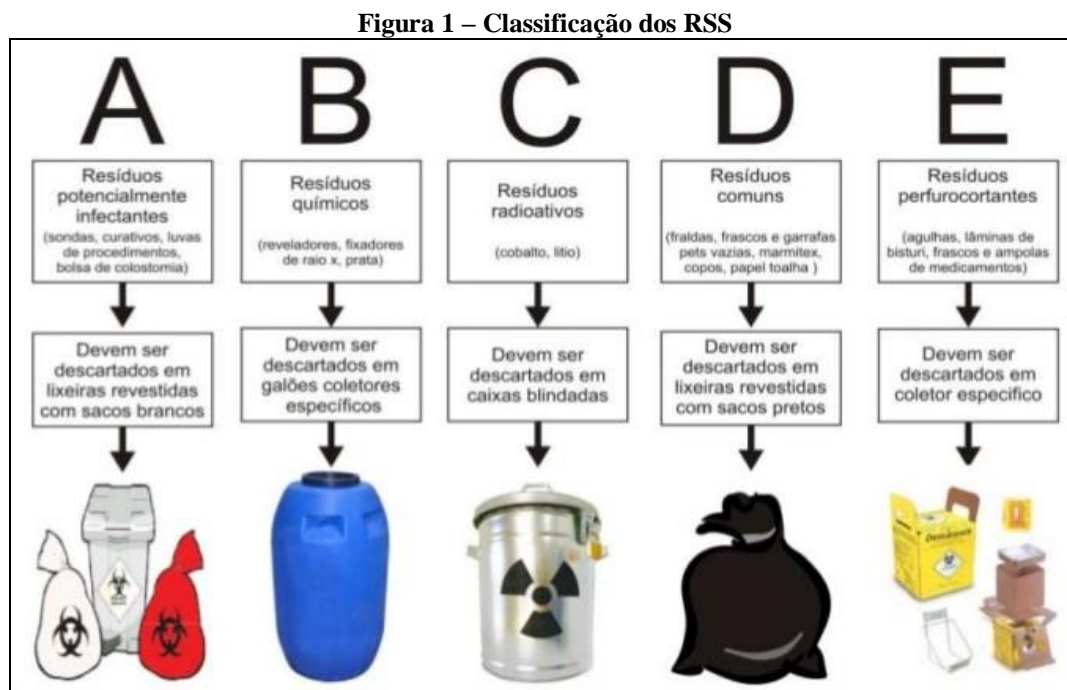 Figura 1 – Classificação dos RSS
A
B
C
D
E
Resíduos
potencialmente
infectantes
(sondas, curativos, luvas
de procedimentos,
bolsa de colostomia)
Resíduos
químicos
(reveladores, fixadores
de raio x, prata)
Resíduos
radioativos
(cobalto, litio)
Resíduos
comuns
(fraldas, frascos e garrafas
pets vazias, marmitex,
copos, papel toalha )
Resíduos
perfurocortantes
(agulhas, lâminas de
bisturi, frascos e ampolas
de medicamentos)
Devem ser
descartados em
lixeiras revestidas
com sacos brancos
Devem ser
descartados em
galões coletores
específicos
Devem ser
descartados em
caixas blindadas
Devem ser
descartados em
lixeiras revestidas
com sacos pretos
Devem ser
descartados em
coletor especifico